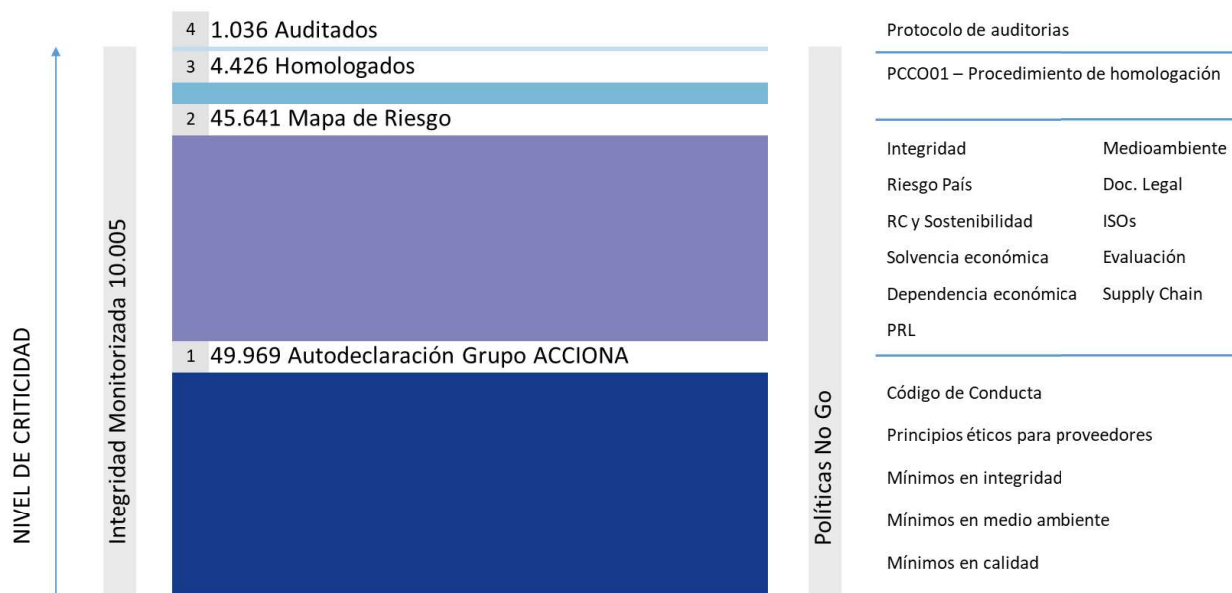 4 1.036 Auditados
3 4.426 Homologados
2 45.641 Mapa de Riesgo
1 49.969 Autodeclaración Grupo ACCIONA
NIVEL DE CRITICIDAD
Integridad Monitorizada 10.005
Políticas No Go
Protocolo de auditorias
PCCO01 – Procedimiento de homologación
Integridad Medioambiente
Riesgo País Doc. Legal
RC y Sostenibilidad ISOs
Solvencia económica Evaluación
Dependencia económica Supply Chain
PRL
Código de Conducta
Principios éticos para proveedores
Mínimos en integridad
Mínimos en medio ambiente
Mínimos en calidad